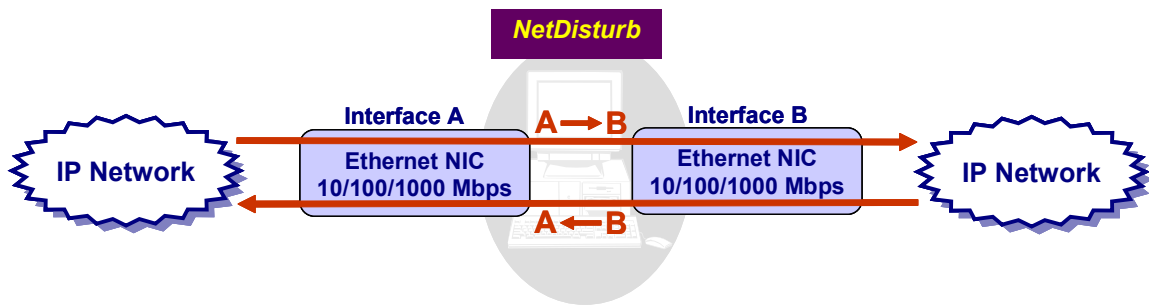 NetDisturb
Interface A
A → B
Interface B
IP Network
Ethernet NIC
10/100/1000 Mbps
Ethernet NIC
10/100/1000 Mbps
IP Network
A ← B